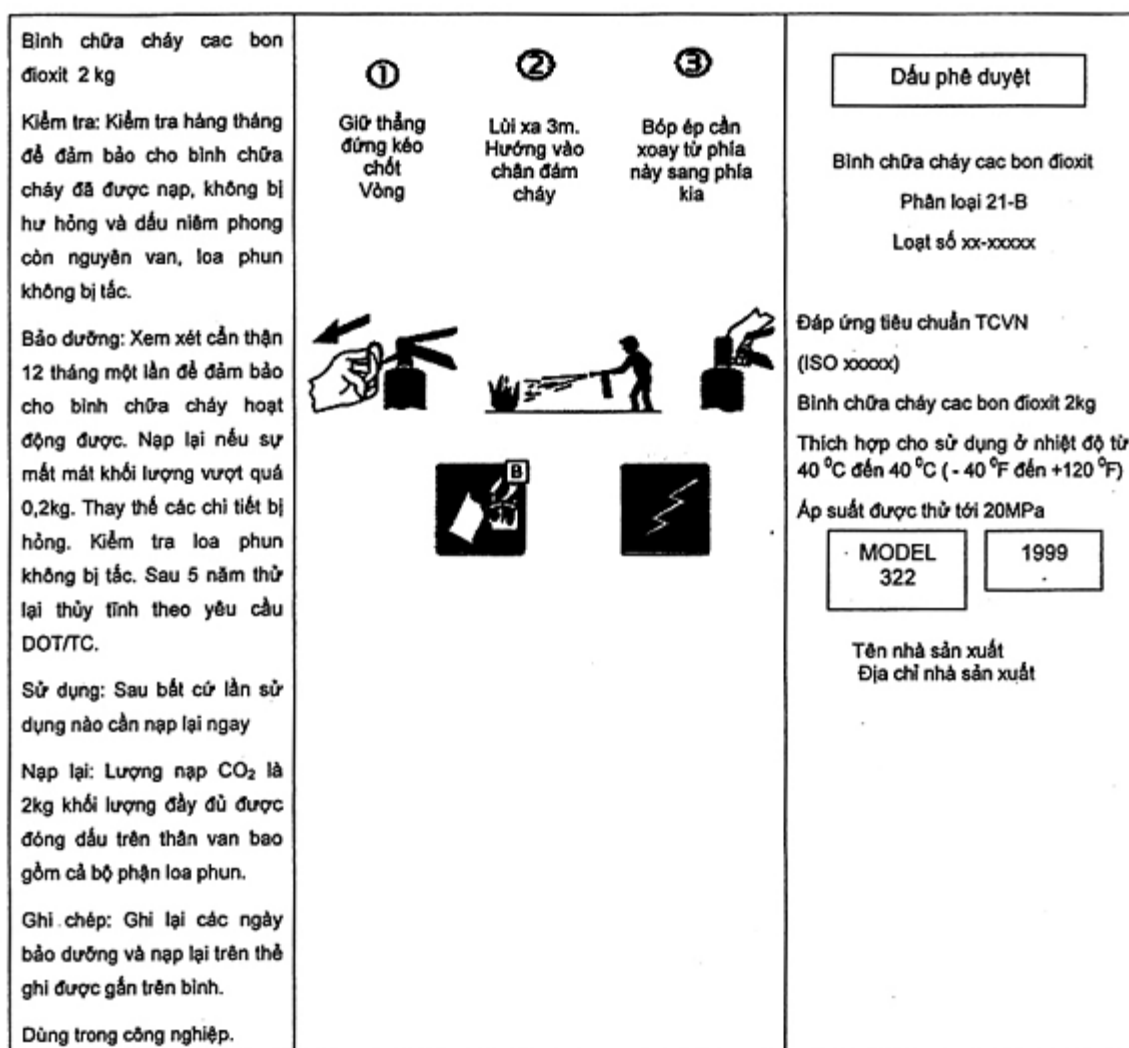 Bình chữa cháy cac bon
đioxit 2 kg
Kiểm tra: Kiểm tra hàng tháng
để đảm bảo cho bình chữa
cháy đã được nạp, không bị
hư hỏng và dấu niêm phong
còn nguyên van, loa phun
không bị tắc.
Bảo dưỡng: Xem xét cẩn thận
12 tháng một lần để đảm bảo
cho bình chữa cháy hoạt
động được. Nạp lại nếu sự
mất mát khối lượng vượt quá
0,2kg. Thay thế các chi tiết bị
hỏng. Kiểm tra loa phun
không bị tắc. Sau 5 năm thử
lại thủy tĩnh theo yêu cầu
DOT/TC.
Sử dụng: Sau bất cứ lần sử
dụng nào cần nạp lại ngay
Nạp lại: Lượng nạp CO₂ là
2kg khối lượng đầy đủ được
đóng dấu trên thân van bao
gồm cả bộ phận loa phun.
Ghi chép: Ghi lại các ngày
bảo dưỡng và nạp lại trên thẻ
ghi được gắn trên bình.
Dùng trong công nghiệp.
①
Giữ thẳng
đứng kéo
chốt
Vòng
②
Lùi xa 3m.
Hướng vào
chân đám
cháy
③
Bóp ép cần
xoay từ phía
này sang phía
kia
B
Dấu phê duyệt
Bình chữa cháy cac bon đioxit
Phân loại 21-B
Loạt số xx-xxxxx
Đáp ứng tiêu chuẩn TCVN
(ISO xxxxx)
Bình chữa cháy cac bon đioxit 2kg
Thích hợp cho sử dụng ở nhiệt độ từ
40 ⁰C đến 40 ⁰C ( - 40 ⁰F đến +120 ⁰F)
Áp suất được thử tới 20MPa
MODEL
322
1999
Tên nhà sản xuất
Địa chỉ nhà sản xuất